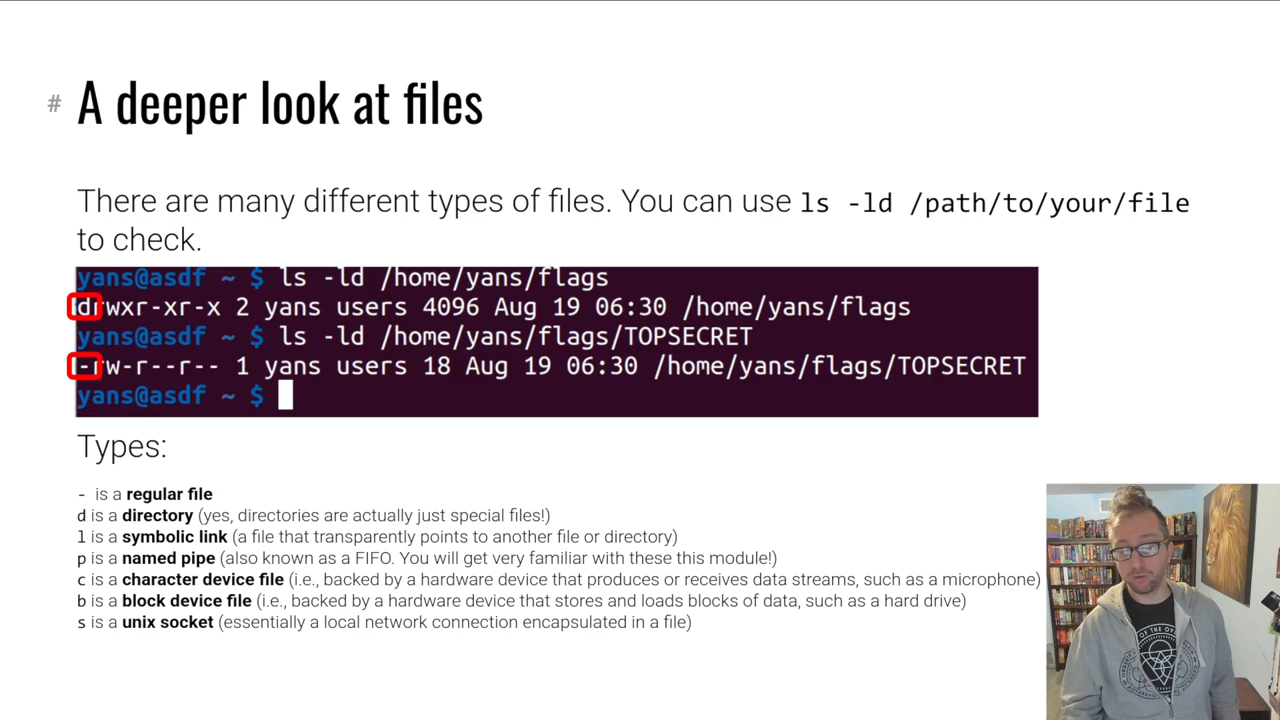 # A deeper look at files
There are many different types of files. You can use ls -ld /path/to/your/file
to check.
yans@asdf ~ $ ls -ld /home/yans/flags
drwxr-xr-x 2 yans users 4096 Aug 19 06:30 /home/yans/flags
yans@asdf ~ $ ls -ld /home/yans/flags/TOPSECRET
-rw-r--r-- 1 yans users 18 Aug 19 06:30 /home/yans/flags/TOPSECRET
yans@asdf ~ $
Types:
- is a regular file
d is a directory (yes, directories are actually just special files!)
l is a symbolic link (a file that transparently points to another file or directory)
p is a named pipe (also known as a FIFO. You will get very familiar with these this module!)
c is a character device file (i.e., backed by a hardware device that produces or receives data streams, such as a microphone)
b is a block device file (i.e., backed by a hardware device that stores and loads blocks of data, such as a hard drive)
s is a unix socket (essentially a local network connection encapsulated in a file)
OF THE OV